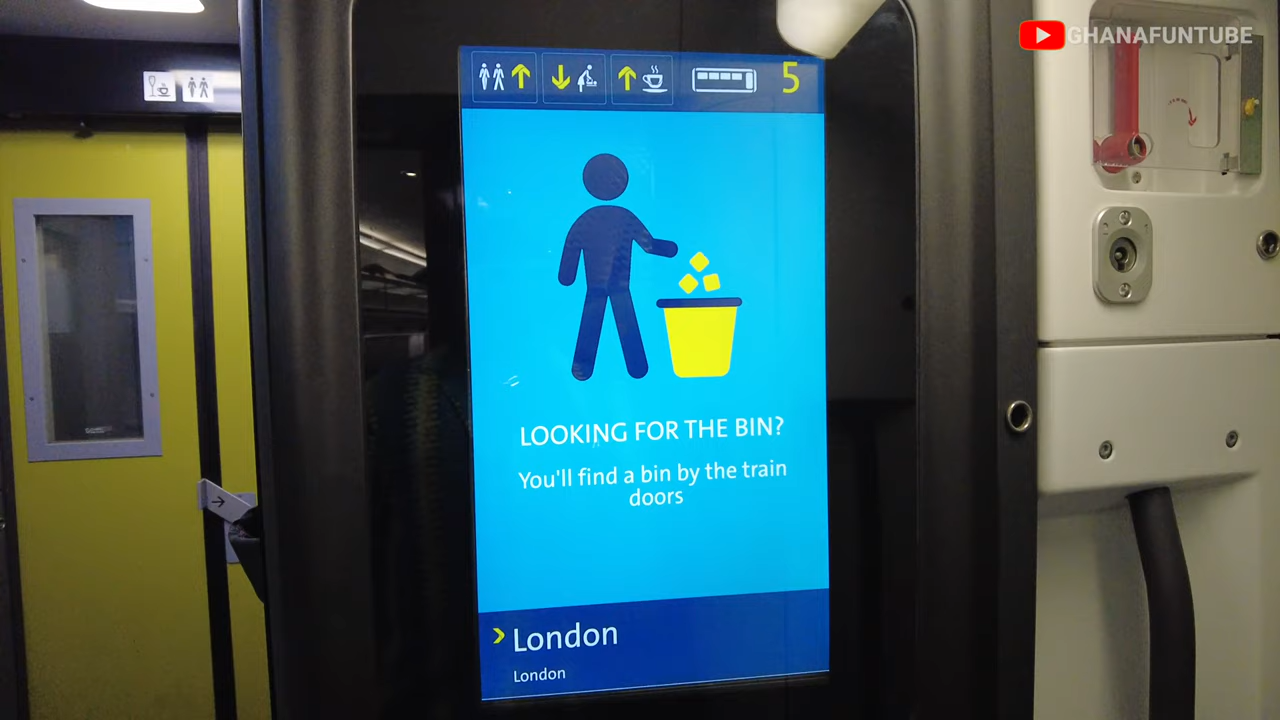 GHANAFUNTUBE
5
LOOKING FOR THE BIN?
You'll find a bin by the train
doors
London
London